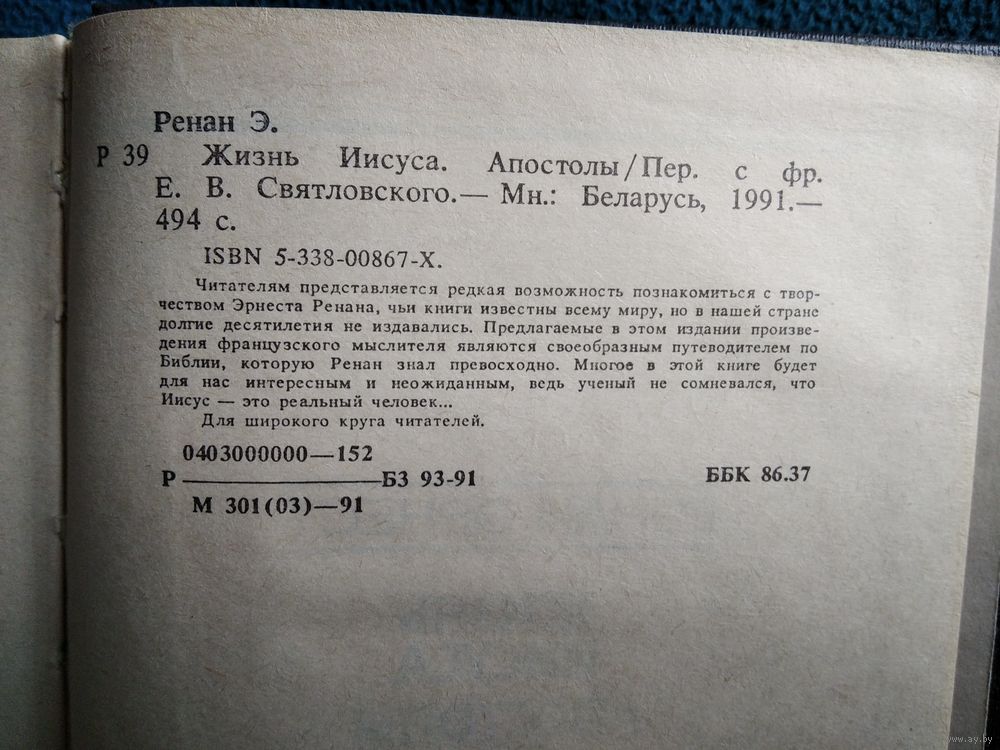 Ренан Э.
Р 39 Жизнь Иисуса. Апостолы/Пер. с фр.
Е. В. Святловского.— Мн.: Беларусь, 1991.—
494 с.
ISBN 5-338-00867-X.
Читателям представляется редкая возможность познакомиться с твор-
чеством Эрнеста Ренана, чьи книги известны всему миру, но в нашей стране
долгие десятилетия не издавались. Предлагаемые в этом издании произве-
дения французского мыслителя являются своеобразным путеводителем по
Библии, которую Ренан знал превосходно. Многое в этой книге будет
для нас интересным и неожиданным, ведь ученый не сомневался, что
Иисус — это реальный человек...
Для широкого круга читателей.
0403000000—152
Р ——— БЗ 93-91 ББК 86.37
М 301(03)—91
www.ay.by